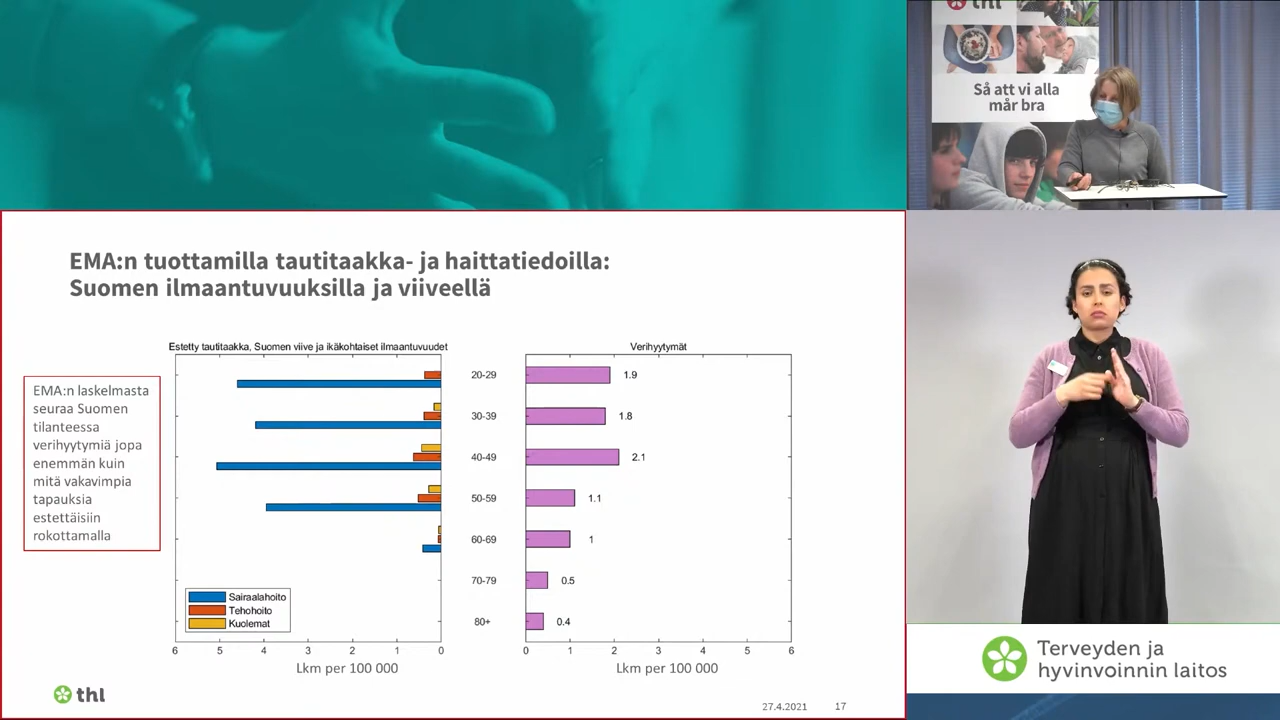 thl
Så att vi alla
mår bra
EMA:n tuottamilla tautitaakka- ja haittatiedoilla:
Suomen ilmaantuvuuksilla ja viiveellä
EMA:n laskelmasta
seuraa Suomen
tilanteessa
verihyytymiä jopa
enemmän kuin
mitä vakavimpia
tapauksia
estettäisiin
rokottamalla
Estetty tautitaakka, Suomen viive ja ikäkohtaiset ilmaantuvuudet
Sairaalahoito
Tehohoito
Kuolemat
6 5 4 3 2 1 0
Lkm per 100 000
20-29
30-39
40-49
50-59
60-69
70-79
80+
Verihyytymät
1.9
1.8
2.1
1.1
1
0.5
0.4
0 1 2 3 4 5 6
Lkm per 100 000
thl
27.4.2021 17
Terveyden ja
hyvinvoinnin laitos